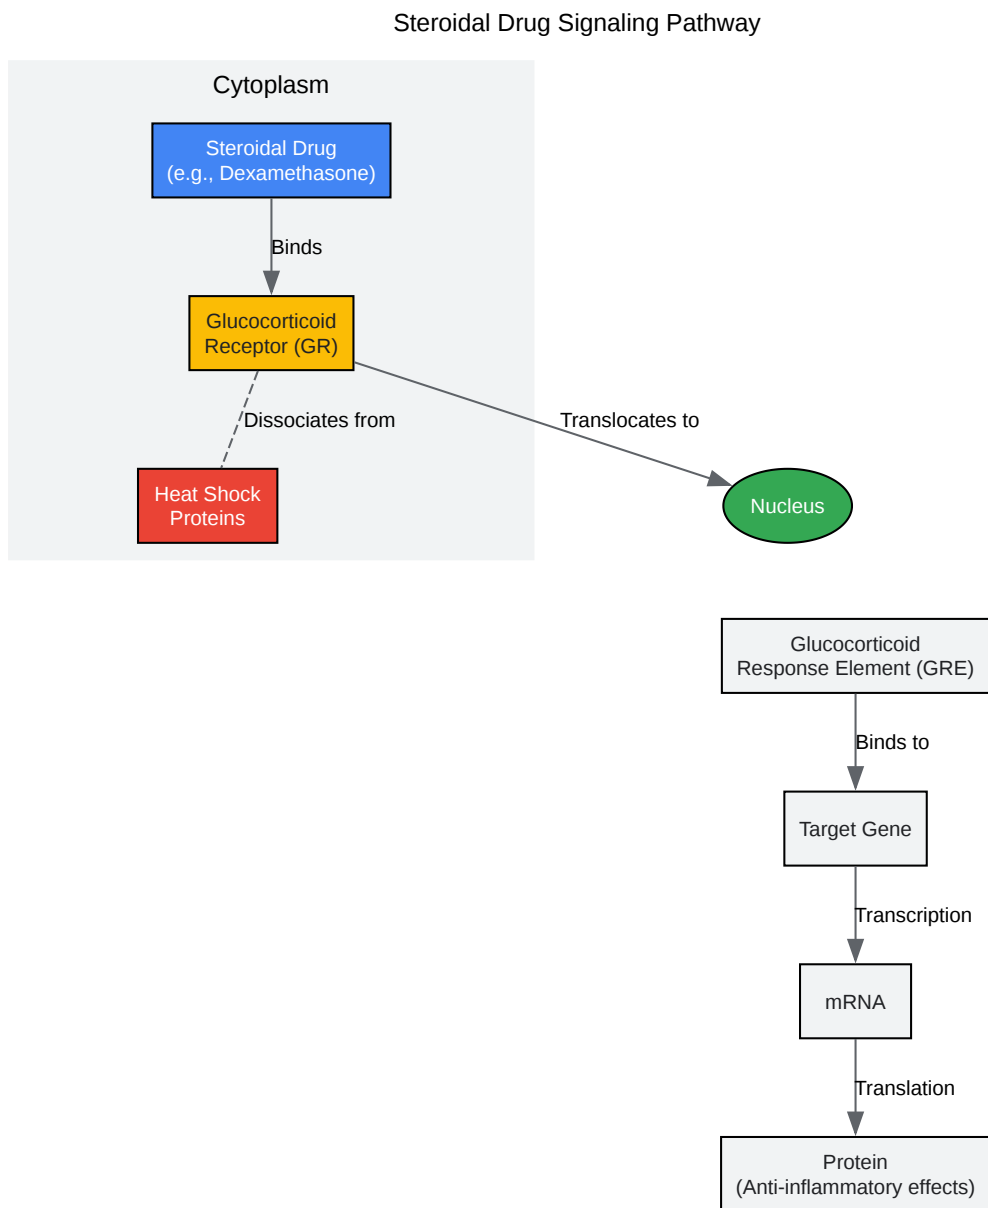 Steroidal Drug Signaling Pathway
Cytoplasm
Steroidal Drug
(e.g., Dexamethasone)
Binds
Glucocorticoid
Receptor (GR)
Dissociates from
Translocates to
Heat Shock
Proteins
Nucleus
Glucocorticoid
Response Element (GRE)
Binds to
Target Gene
Transcription
mRNA
Translation
Protein
(Anti-inflammatory effects)